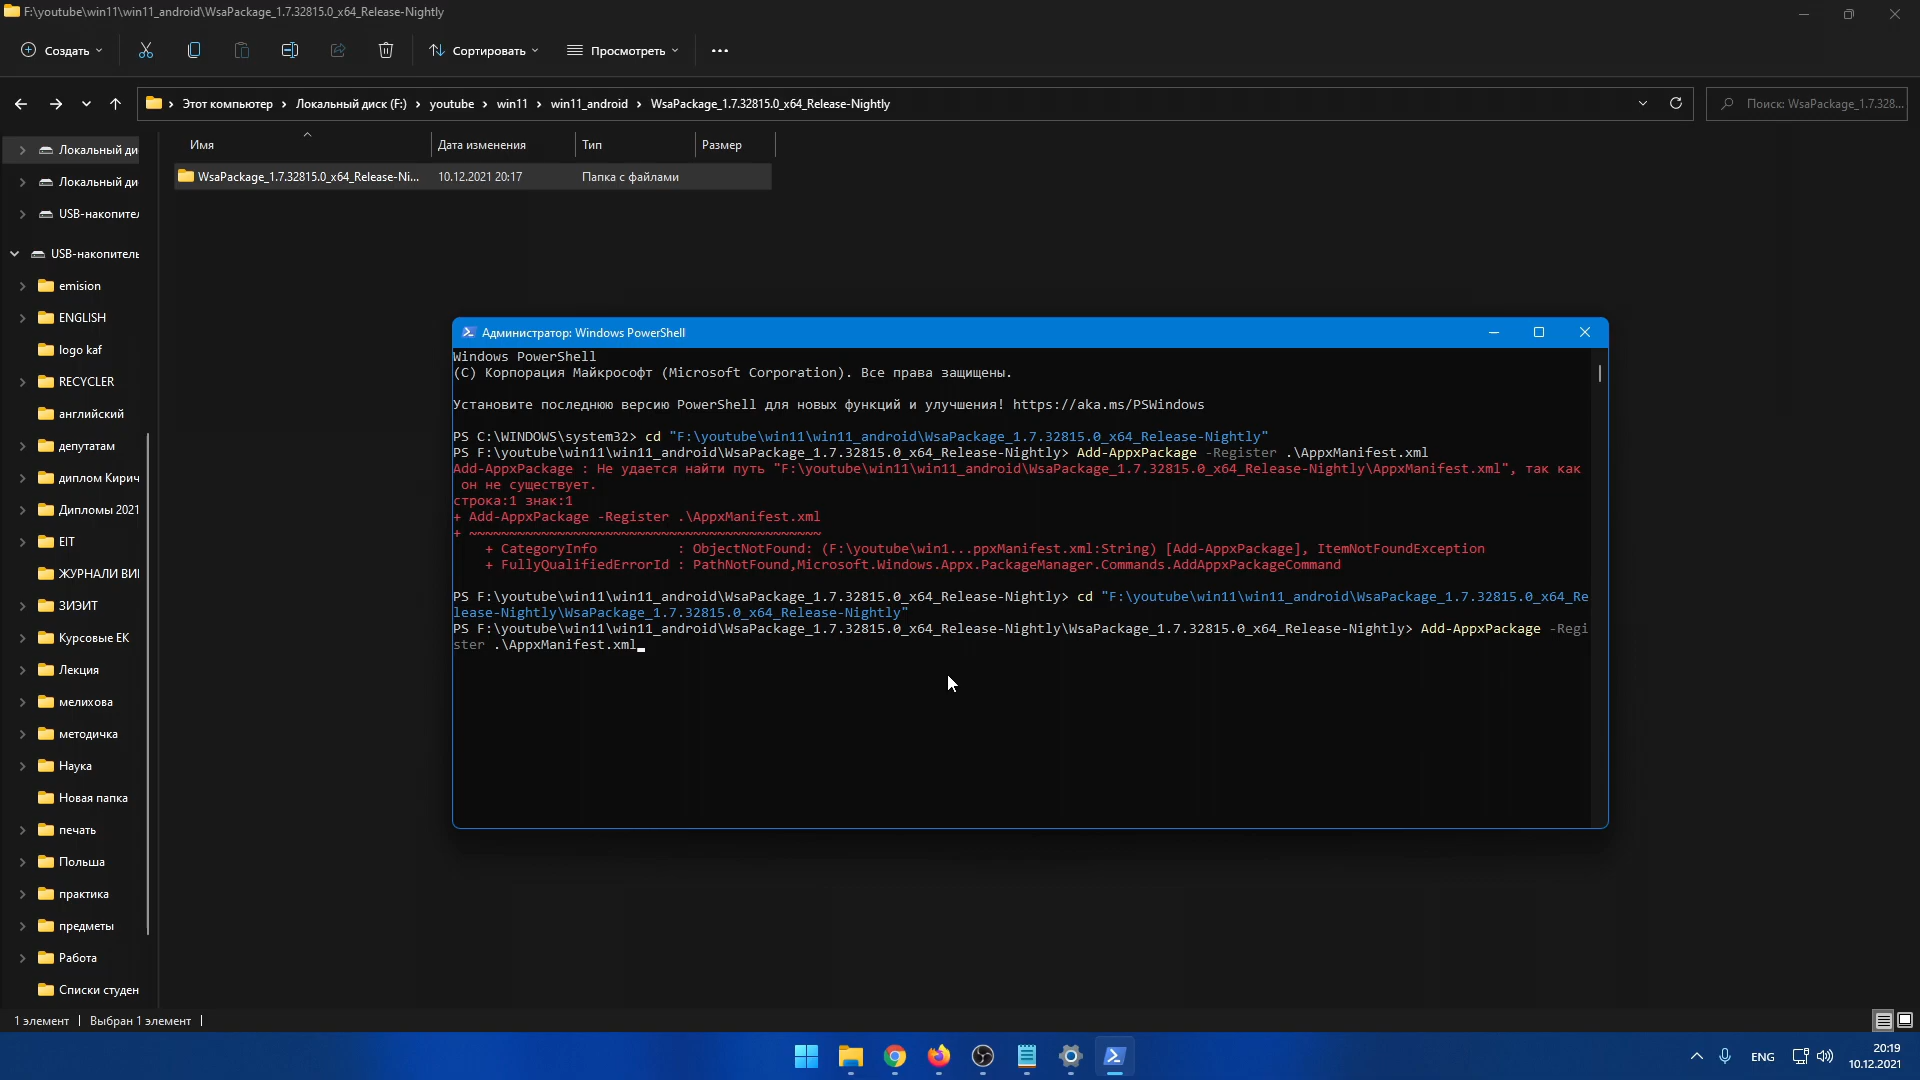 F:\youtube\win11\win11_android\WsaPackage_1.7.32815.0_x64_Release-Nightly
Создать
Сортировать
Просмотреть
Этот компьютер › Локальный диск (F:) › youtube › win11 › win11_android › WsaPackage_1.7.32815.0_x64_Release-Nightly
Поиск: WsaPackage_1.7.328...
Имя
Дата изменения
Тип
Размер
WsaPackage_1.7.32815.0_x64_Release-Ni...
10.12.2021 20:17
Папка с файлами
Локальный ди
Локальный ди
USB-накопител
USB-накопитель
emision
ENGLISH
logo kaf
RECYCLER
английский
депутатам
диплом Кирич
Дипломы 2021
ЕІТ
ЖУРНАЛИ ВИІ
ЗИЭИТ
Курсовые ЕК
Лекция
мелихова
методичка
Наука
Новая папка
печать
Польша
практика
предметы
Работа
Списки студен
Администратор: Windows PowerShell
Windows PowerShell
(C) Корпорация Майкрософт (Microsoft Corporation). Все права защищены.
Установите последнюю версию PowerShell для новых функций и улучшения! https://aka.ms/PSWindows
PS C:\WINDOWS\system32> cd "F:\youtube\win11\win11_android\WsaPackage_1.7.32815.0_x64_Release-Nightly"
PS F:\youtube\win11\win11_android\WsaPackage_1.7.32815.0_x64_Release-Nightly> Add-AppxPackage -Register .\AppxManifest.xml
Add-AppxPackage : Не удается найти путь "F:\youtube\win11\win11_android\WsaPackage_1.7.32815.0_x64_Release-Nightly\AppxManifest.xml", так как
он не существует.
строка:1 знак:1
+ Add-AppxPackage -Register .\AppxManifest.xml
+ ~~~~~~~~~~~~~~~~~~~~~~~~~~~~~~~~~~~~~~~~~~~~
+ CategoryInfo : ObjectNotFound: (F:\youtube\win1...ppxManifest.xml:String) [Add-AppxPackage], ItemNotFoundException
+ FullyQualifiedErrorId : PathNotFound,Microsoft.Windows.Appx.PackageManager.Commands.AddAppxPackageCommand
PS F:\youtube\win11\win11_android\WsaPackage_1.7.32815.0_x64_Release-Nightly> cd "F:\youtube\win11\win11_android\WsaPackage_1.7.32815.0_x64_Re
lease-Nightly\WsaPackage_1.7.32815.0_x64_Release-Nightly"
PS F:\youtube\win11\win11_android\WsaPackage_1.7.32815.0_x64_Release-Nightly\WsaPackage_1.7.32815.0_x64_Release-Nightly> Add-AppxPackage -Regi
ster .\AppxManifest.xml
1 элемент
Выбран 1 элемент
ENG
20:19
10.12.2021